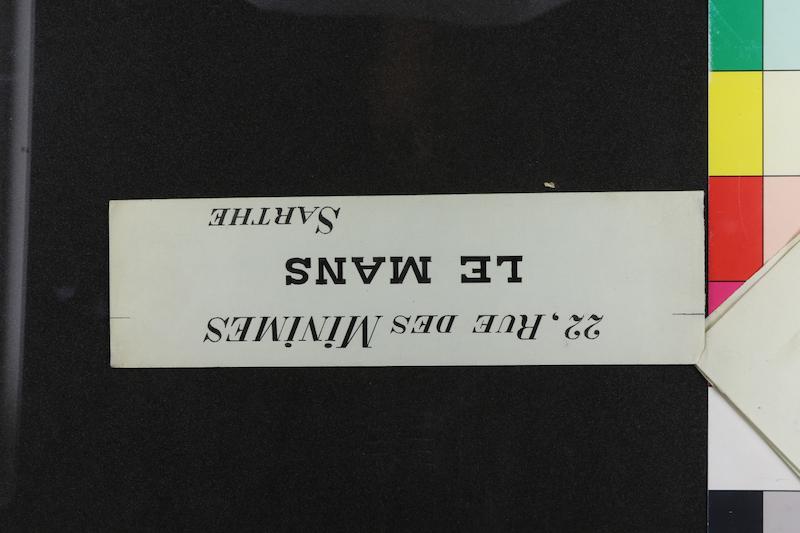 22, RUE DES MINIMES
LE MANS
SARTHE